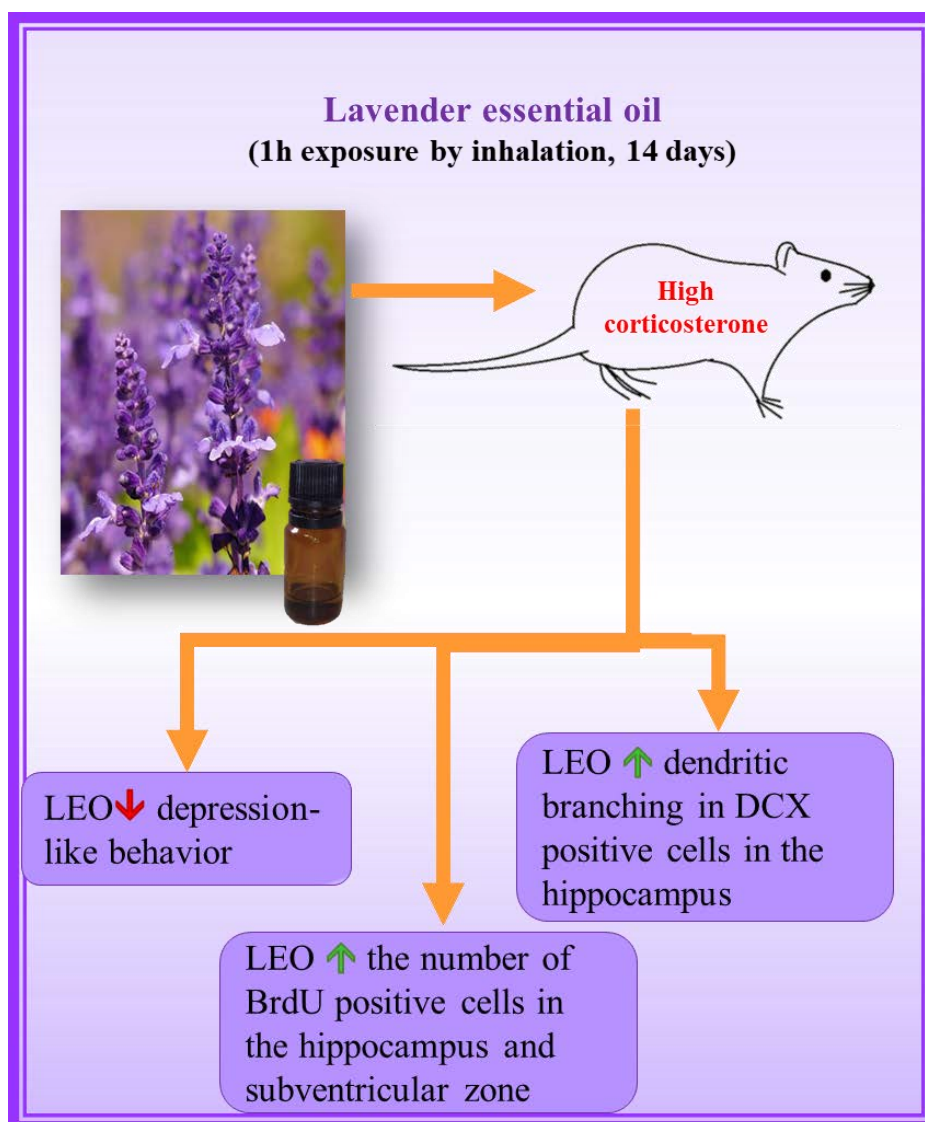 Lavender essential oil
(1h exposure by inhalation, 14 days)
High
corticosterone
LEO↓ depression-
like behavior
LEO ↑ dendritic
branching in DCX
positive cells in the
hippocampus
LEO ↑ the number of
BrdU positive cells in
the hippocampus and
subventricular zone